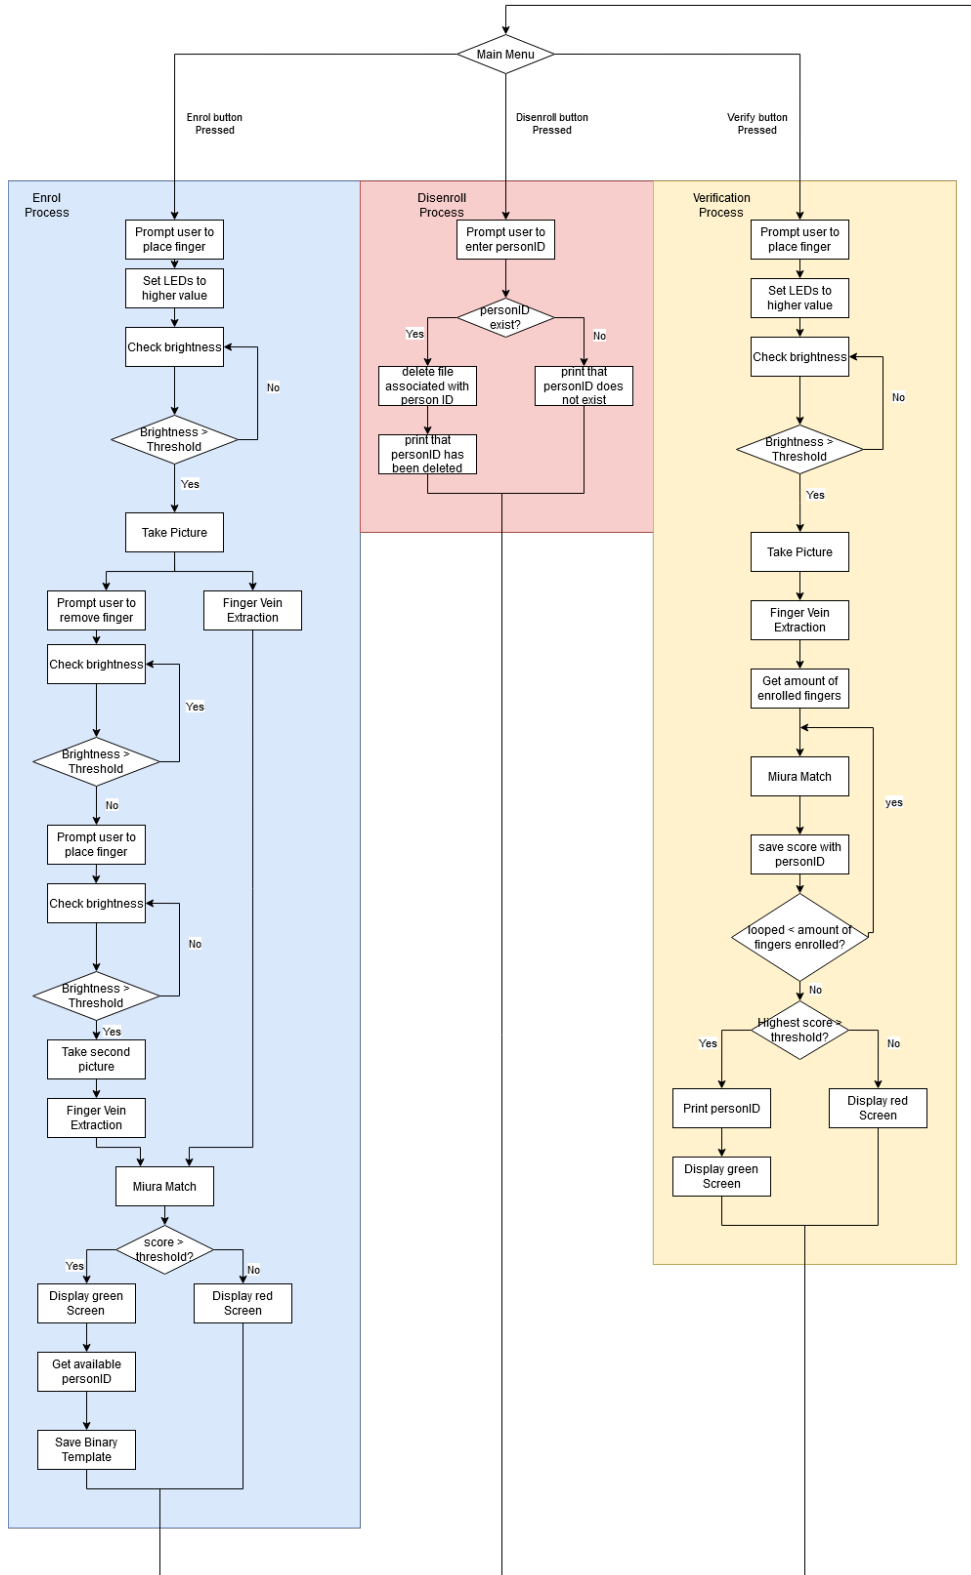 Main Menu
Enrol button
Pressed
Disenroll button
Pressed
Verify button
Pressed
Enrol
Process
Prompt user to
place finger
Set LEDs to
higher value
Check brightness
No
Brightness >
Threshold
Yes
Take Picture
Prompt user to
remove finger
Finger Vein
Extraction
Check brightness
Yes
Brightness >
Threshold
No
Prompt user to
place finger
Check brightness
No
Brightness >
Threshold
Yes
Take second
picture
Finger Vein
Extraction
Miura Match
score >
threshold?
Yes
No
Display green
Screen
Display red
Screen
Get available
personID
Save Binary
Template
Disenroll
Process
Prompt user to
enter personID
personID
exist?
Yes
No
delete file
associated with
person ID
print that
personID does
not exist
print that
personID has
been deleted
Verification
Process
Prompt user to
place finger
Set LEDs to
higher value
Check brightness
No
Brightness >
Threshold
Yes
Take Picture
Finger Vein
Extraction
Get amount of
enrolled fingers
Miura Match
yes
save score with
personID
looped < amount of
fingers enrolled?
No
Highest score >
threshold?
Yes
No
Print personID
Display red
Screen
Display green
Screen